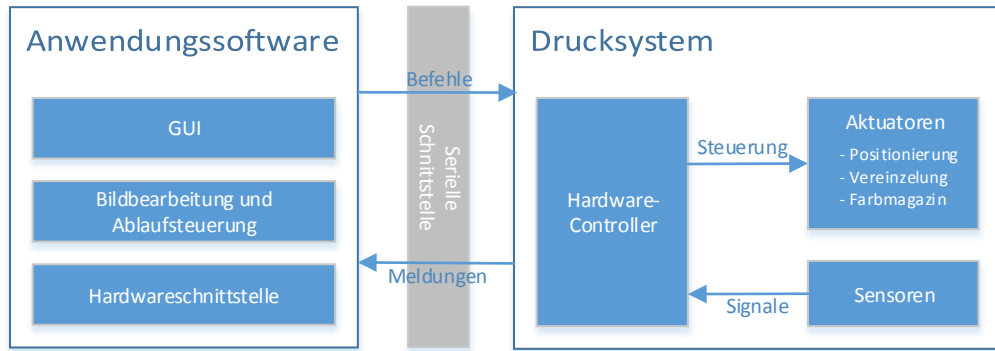 Anwendungssoftware
GUI
Bildbearbeitung und
Ablaufsteuerung
Hardwareschnittstelle
Befehle
Serielle
Schnittstelle
Meldungen
Drucksystem
Hardware-
Controller
Steuerung
Aktuatoren
- Positionierung
- Vereinzelung
- Farbmagazin
Signale
Sensoren